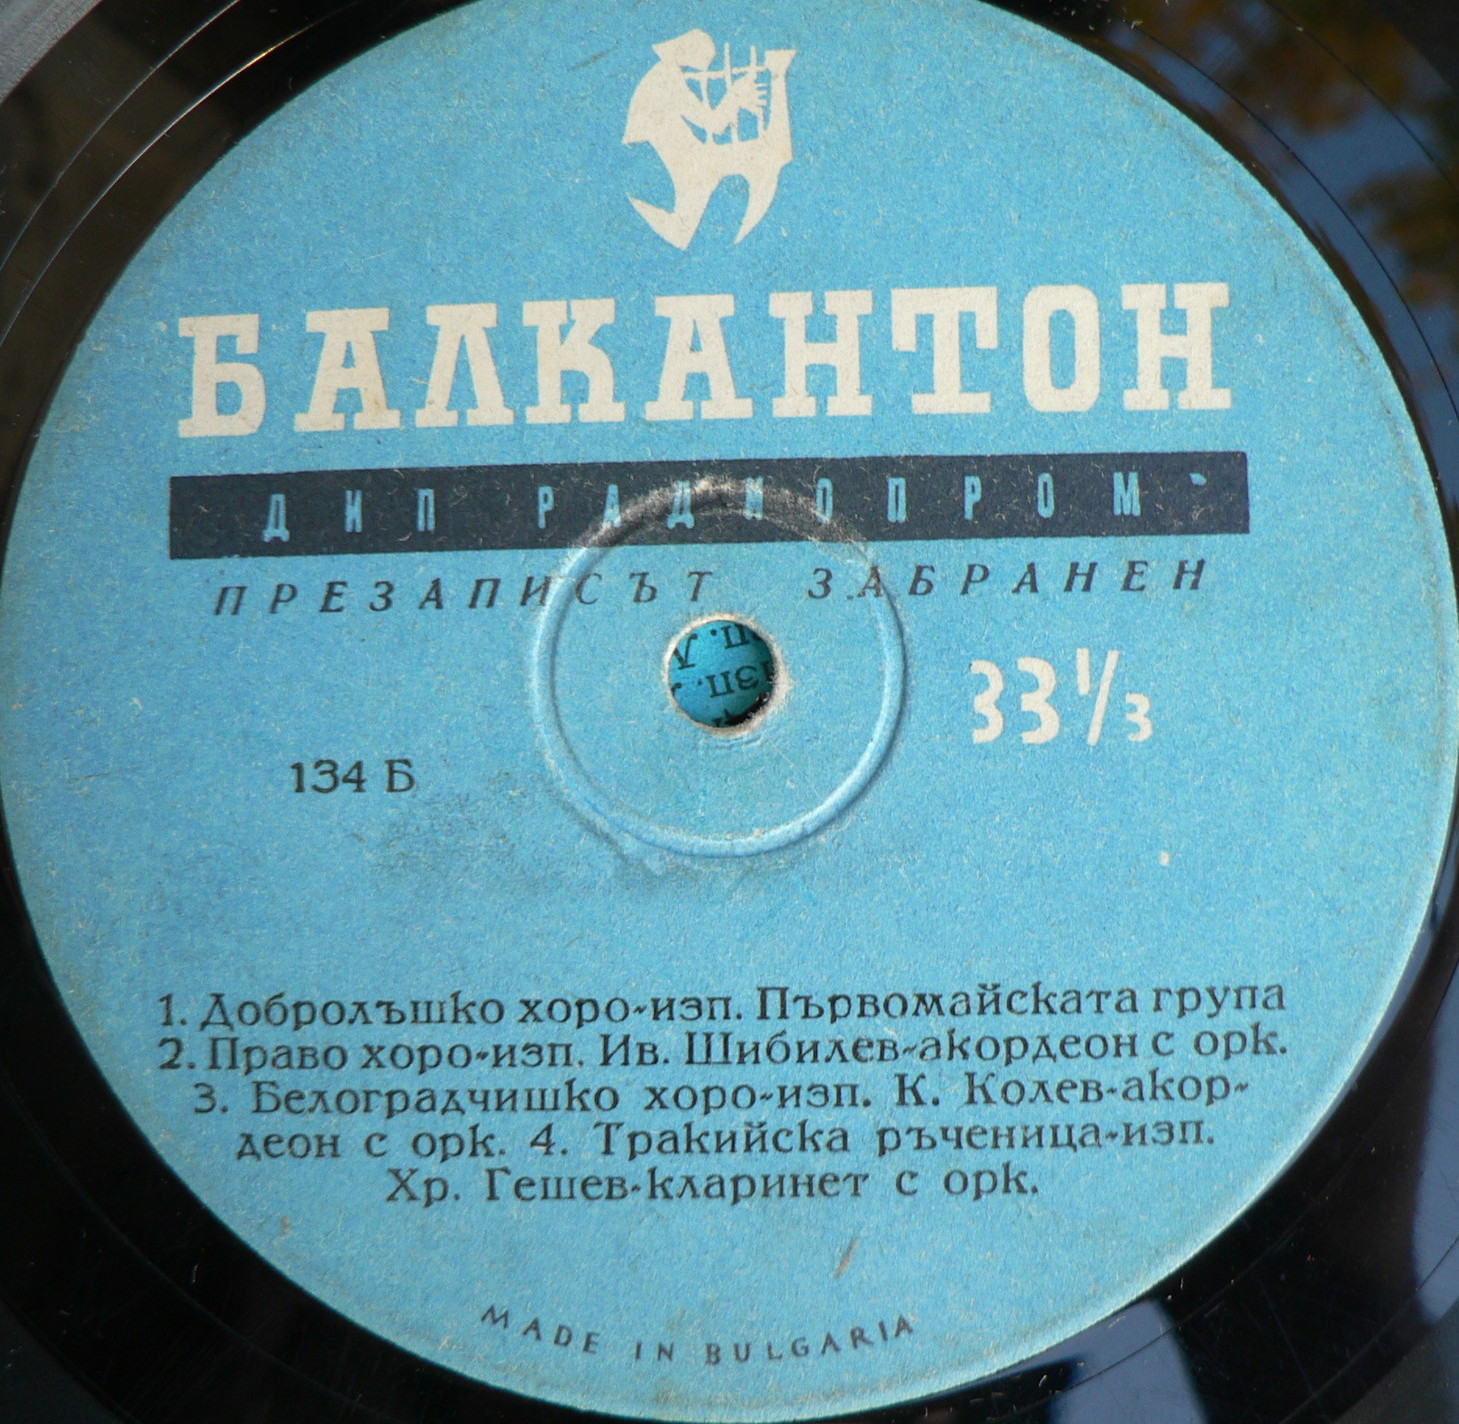 БАЛКАНТОН
ДИП РАДИОПРОМ
ПРЕЗАПИСЪТ ЗАБРАНЕН
33 1/3
134 Б
1. Добролъшко хоро-изп. Първомайската група
2. Право хоро-изп. Ив. Шибилев-акордеон с орк.
3. Белоградчишко хоро-изп. К. Колев-акор-
деон с орк. 4. Тракийска ръченица-изп.
Хр. Гешев-кларинет с орк.
MADE IN BULGARIA